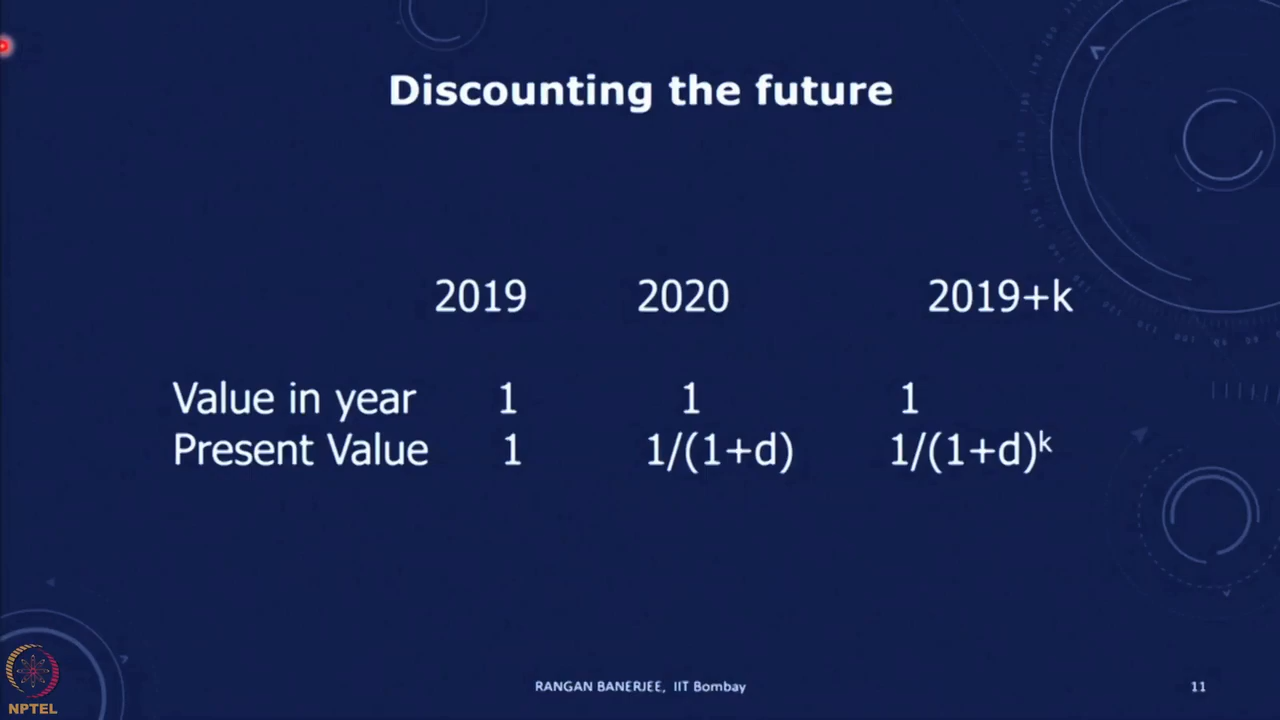 Discounting the future
2019 2020 2019+k
Value in year 1 1 1
Present Value 1 1/(1+d) 1/(1+d)ᵏ
NPTEL
RANGAN BANERJEE, IIT Bombay 11